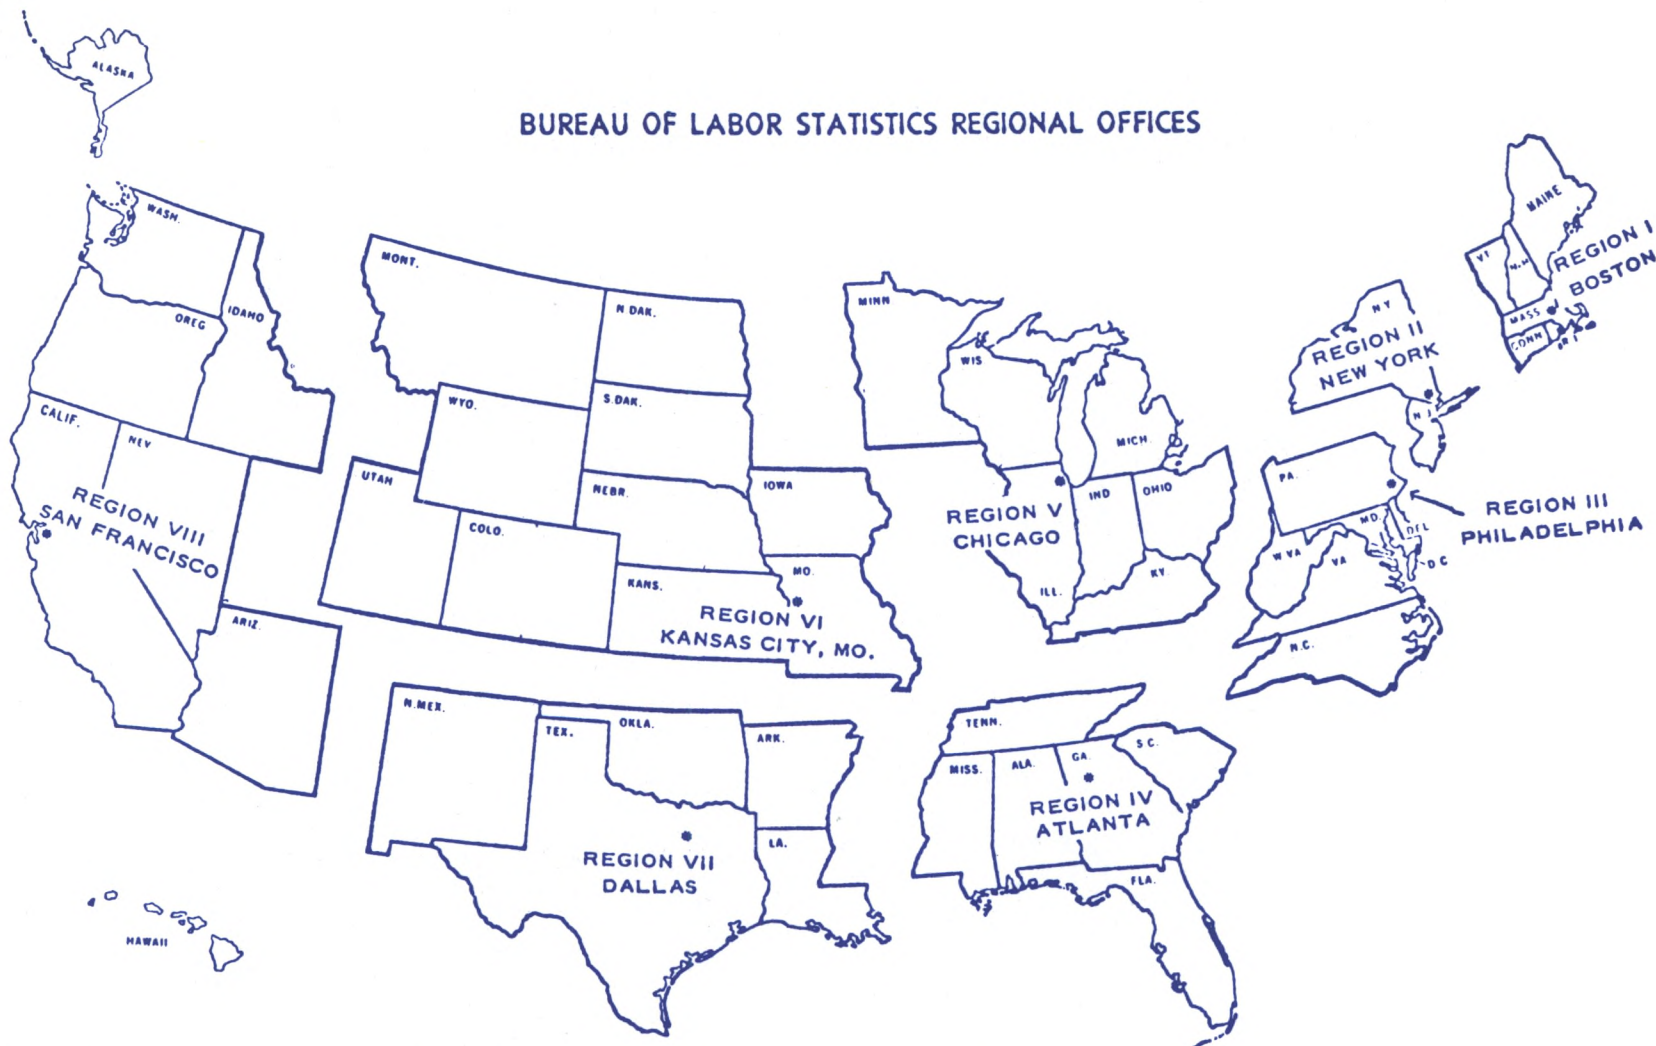 ALASKA
BUREAU OF LABOR STATISTICS REGIONAL OFFICES
WASH.
OREG
IDAHO
CALIF.
NEV
REGION VIII
SAN FRANCISCO
ARIZ.
HAWAII
MONT.
N.DAK.
WYO.
S.DAK.
UTAH
NEBR.
IOWA
COLO.
KANS.
MO.
REGION VI
KANSAS CITY, MO.
N.MEX.
TEX.
OKLA.
ARK.
LA.
REGION VII
DALLAS
MINN
WIS
MICH.
IND
OHIO
REGION V
CHICAGO
ILL.
KY.
TENN.
MISS.
ALA.
GA.
S.C.
REGION IV
ATLANTA
FLA.
MAINE
VT
N.H
REGION I
BOSTON
MASS
CONN
R I
N Y
REGION II
NEW YORK
N J
PA.
REGION III
PHILADELPHIA
MD.
DEL
D C
W.VA
VA
N.C.